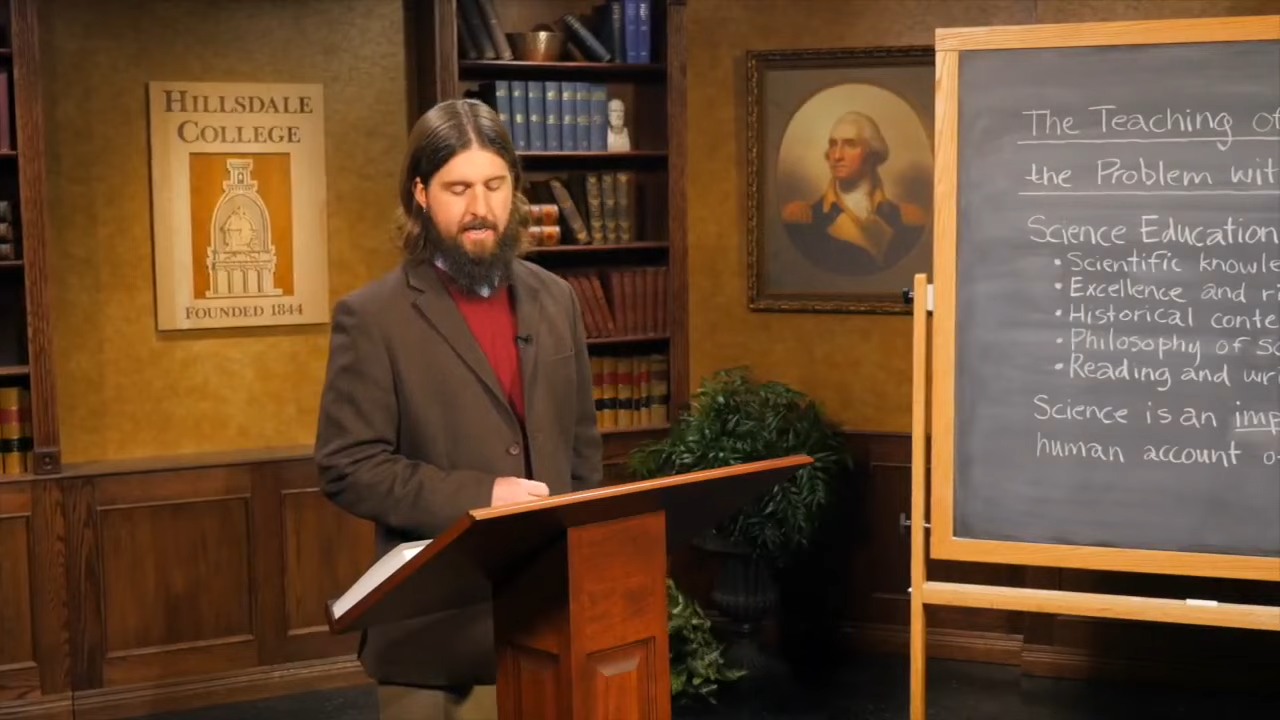 HILLSDALE
COLLEGE
FOUNDED 1844
The Teaching of
the Problem wit
Science Education
• Scientific knowle
• Excellence and ri
• Historical conte
• Philosophy of Sc
• Reading and wri
Science is an imp
human account o